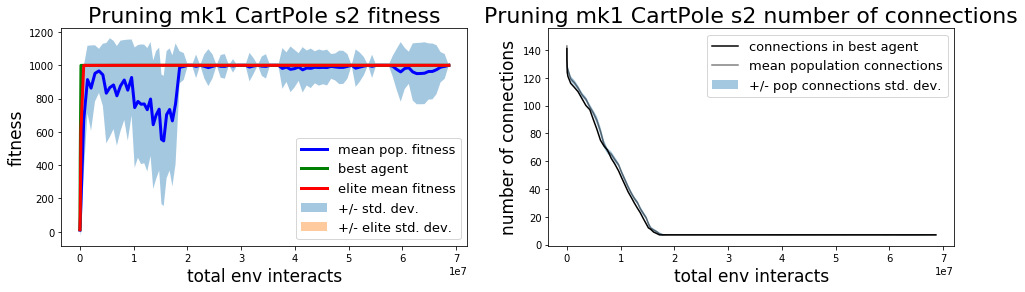 Pruning mk1 CartPole s2 fitness
fitness
1200
1000
800
600
400
200
0
mean pop. fitness
best agent
elite mean fitness
+/- std. dev.
+/- elite std. dev.
0 1 2 3 4 5 6 7
1e7
total env interacts
Pruning mk1 CartPole s2 number of connections
number of connections
140
120
100
80
60
40
20
0
connections in best agent
mean population connections
+/- pop connections std. dev.
0 1 2 3 4 5 6 7
1e7
total env interacts